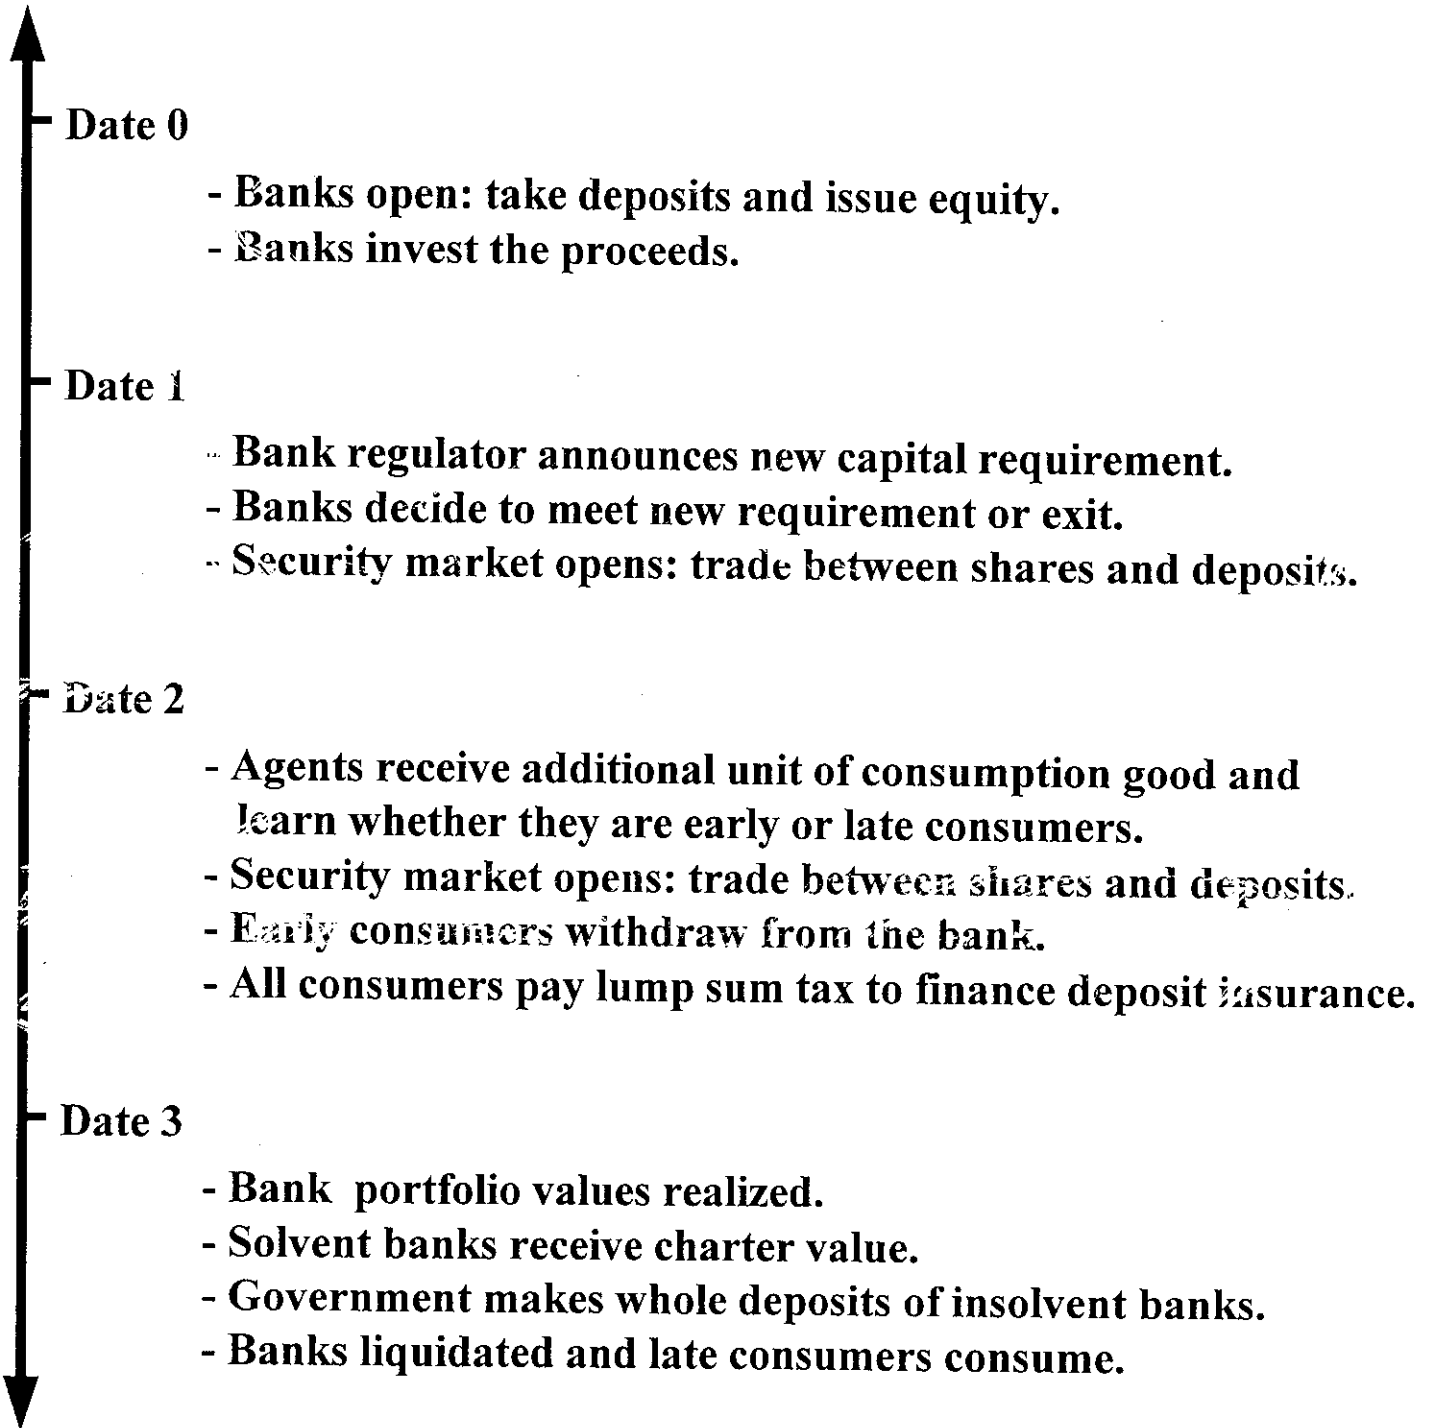 Date 0
- Banks open: take deposits and issue equity.
- Banks invest the proceeds.
Date 1
- Bank regulator announces new capital requirement.
- Banks decide to meet new requirement or exit.
- Security market opens: trade between shares and deposits.
Date 2
- Agents receive additional unit of consumption good and
learn whether they are early or late consumers.
- Security market opens: trade between shares and deposits.
- Early consumers withdraw from the bank.
- All consumers pay lump sum tax to finance deposit insurance.
Date 3
- Bank portfolio values realized.
- Solvent banks receive charter value.
- Government makes whole deposits of insolvent banks.
- Banks liquidated and late consumers consume.